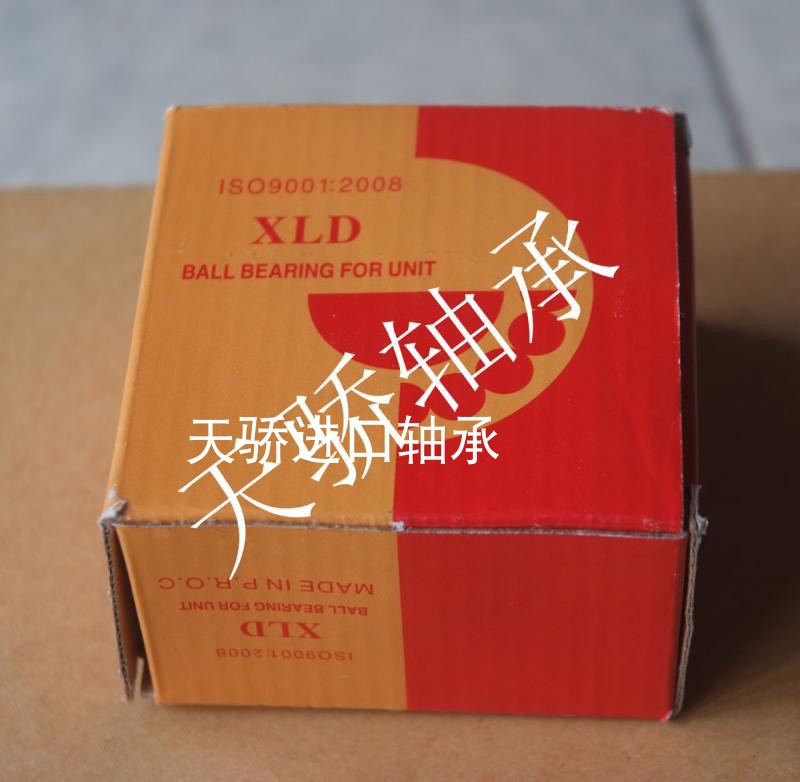 ISO9001:2008
XLD
BALL BEARING FOR UNIT
天骄轴承
天骄进口轴承
MADE IN P.R.O.C
BALL BEARING FOR UNIT
XLD
ISO9001:2008